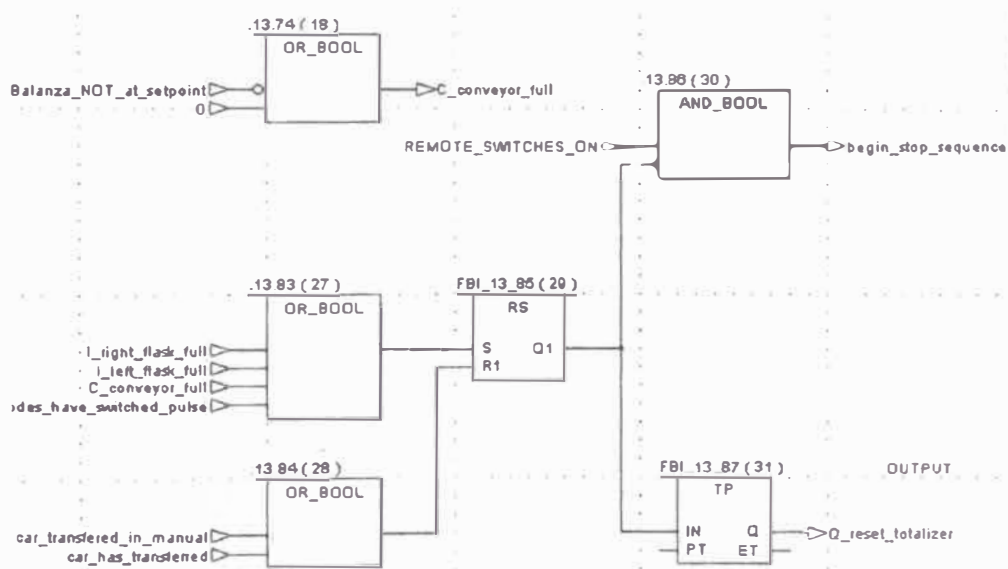 .13.74 ( 18 )
OR_BOOL
Balanza_NOT_at_setpoint
0
C_conveyor_full
13.86 ( 30 )
AND_BOOL
REMOTE_SWITCHES_ON
begin_stop_sequence
.13.83 ( 27 )
OR_BOOL
I_right_flask_full
i_left_flask_full
C_conveyor_full
odes_have_switched_pulse
FBI_13_85 ( 29 )
RS
S Q1
R1
13.84 ( 28 )
OR_BOOL
car_transfered_in_manual
car_has_transferred
FBI_13_87 ( 31 )
TP
IN Q
PT ET
OUTPUT
Q_reset_totalizer